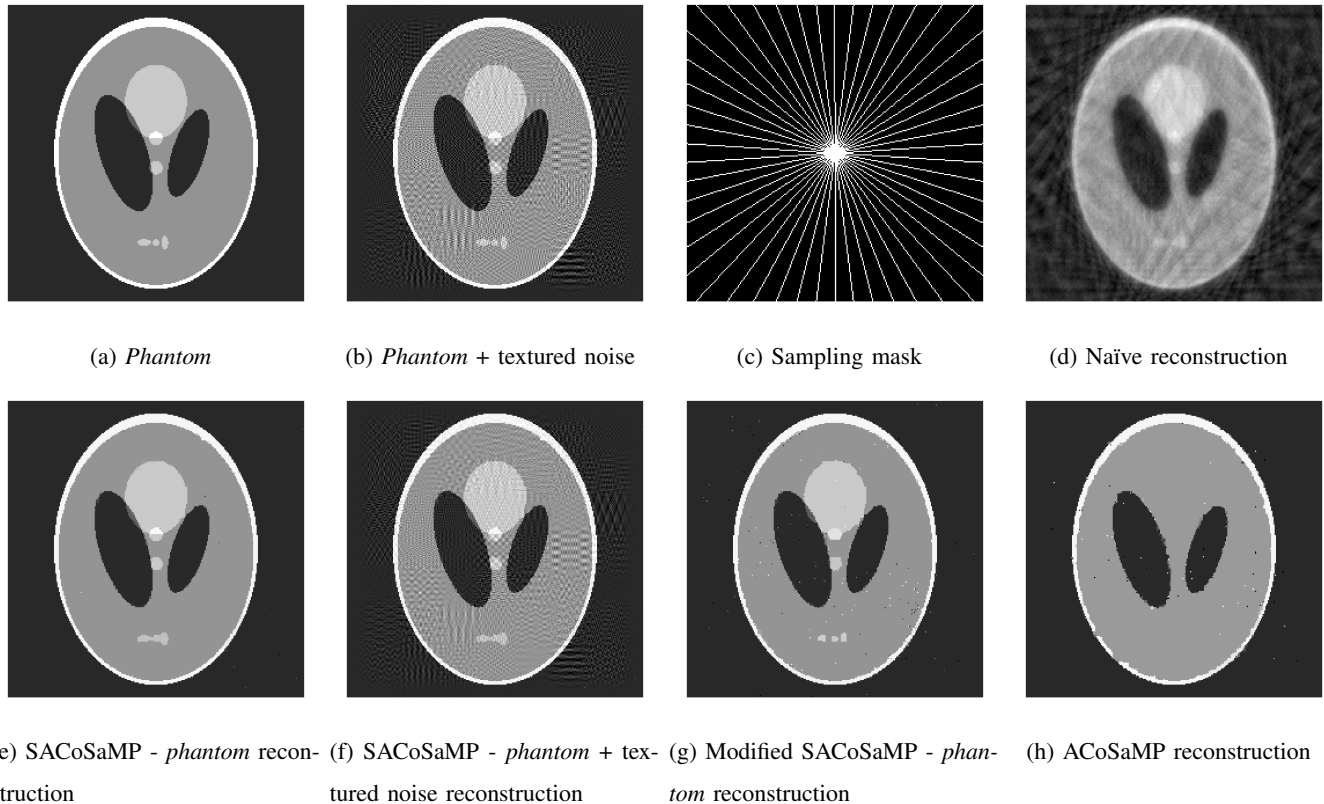 (a) Phantom
(b) Phantom + textured noise
(c) Sampling mask
(d) Naïve reconstruction
e) SACoSaMP - phantom recon-
truction
(f) SACoSaMP - phantom + tex-
tured noise reconstruction
(g) Modified SACoSaMP - phan-
tom reconstruction
(h) ACoSaMP reconstruction